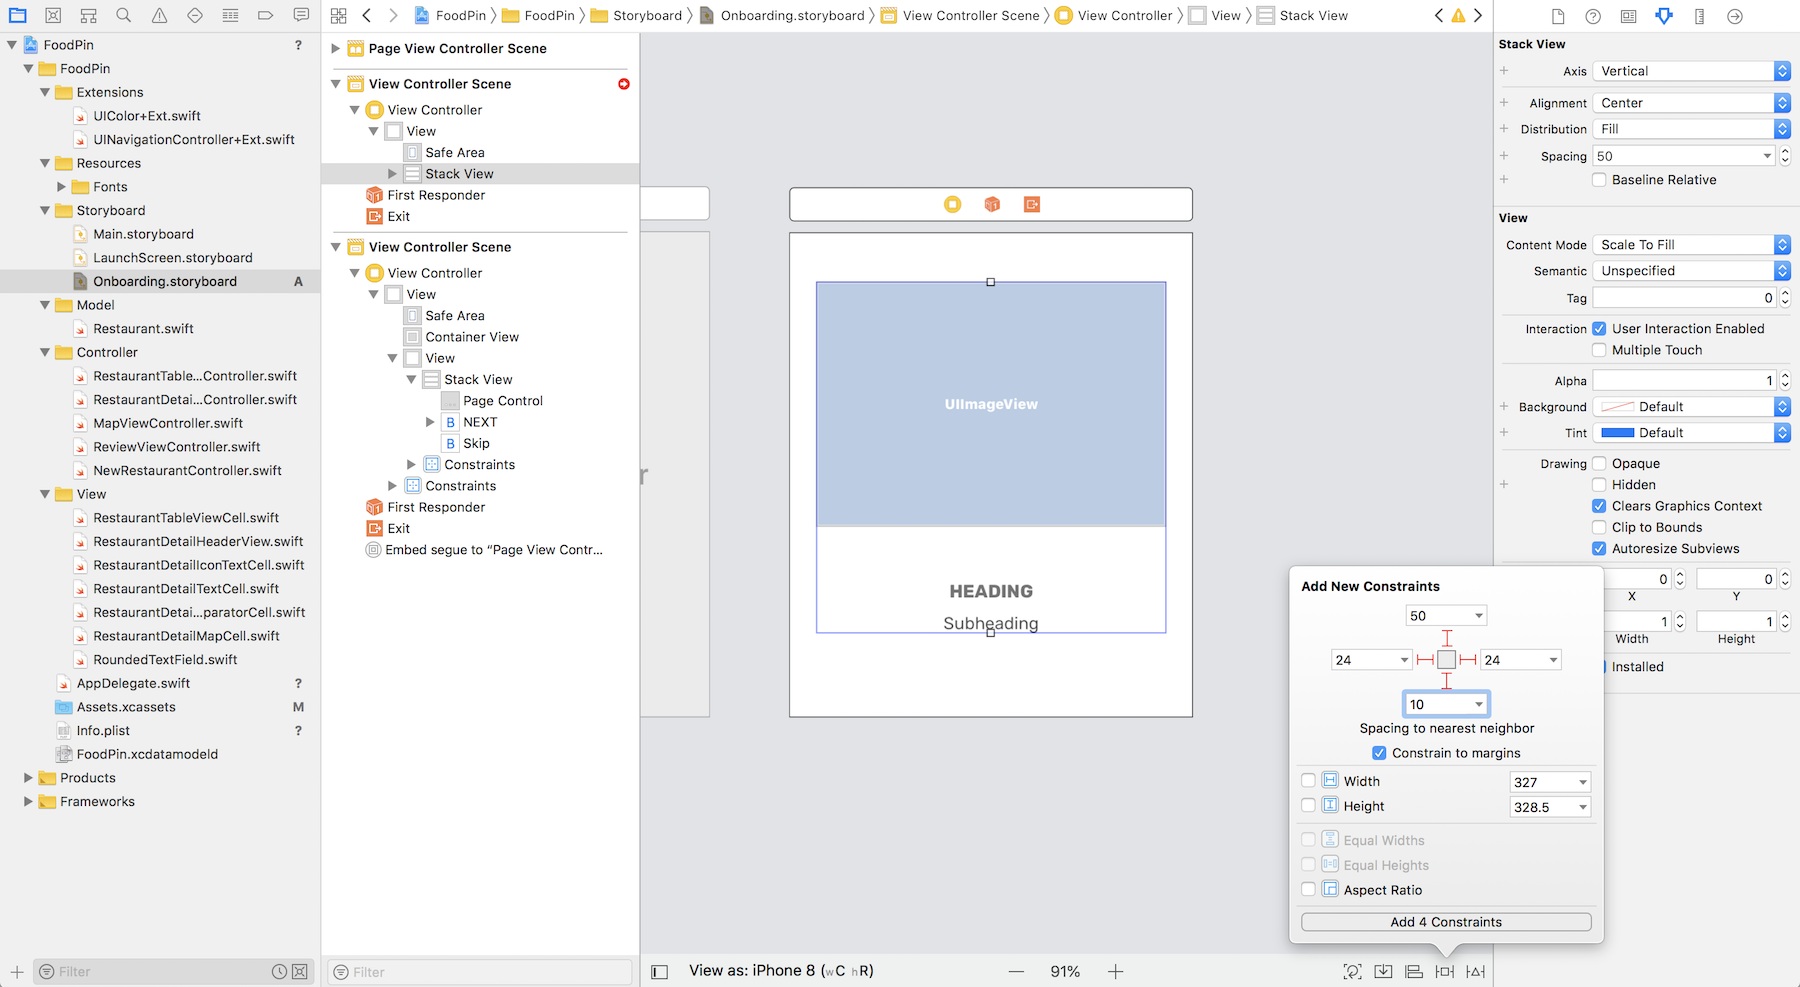 FoodPin
FoodPin
Storyboard
Onboarding.storyboard
View Controller Scene
View Controller
View
Stack View
FoodPin ?
FoodPin
Extensions
UIColor+Ext.swift
UINavigationController+Ext.swift
Resources
Fonts
Storyboard
Main.storyboard
LaunchScreen.storyboard
Onboarding.storyboard A
Model
Restaurant.swift
Controller
RestaurantTable...Controller.swift
RestaurantDetai...Controller.swift
MapViewController.swift
ReviewViewController.swift
NewRestaurantController.swift
View
RestaurantTableViewCell.swift
RestaurantDetailHeaderView.swift
RestaurantDetailIconTextCell.swift
RestaurantDetailTextCell.swift
RestaurantDetai...paratorCell.swift
RestaurantDetailMapCell.swift
RoundedTextField.swift
AppDelegate.swift ?
Assets.xcassets M
Info.plist ?
FoodPin.xcdatamodeld
Products
Frameworks
Filter
Page View Controller Scene
View Controller Scene
View Controller
View
Safe Area
Stack View
First Responder
Exit
View Controller Scene
View Controller
View
Safe Area
Container View
View
Stack View
Page Control
B NEXT
B Skip
Constraints
Constraints
First Responder
Exit
Embed segue to “Page View Contr...
Filter
r
UIImageView
HEADING
Subheading
View as: iPhone 8 (wC hR)
91%
Add New Constraints
50
24 24
10
Spacing to nearest neighbor
Constrain to margins
Width 327
Height 328.5
Equal Widths
Equal Heights
Aspect Ratio
Add 4 Constraints
Stack View
Axis Vertical
Alignment Center
Distribution Fill
Spacing 50
Baseline Relative
View
Content Mode Scale To Fill
Semantic Unspecified
Tag 0
Interaction User Interaction Enabled
Multiple Touch
Alpha 1
Background Default
Tint Default
Drawing Opaque
Hidden
Clears Graphics Context
Clip to Bounds
Autoresize Subviews
0 0
X Y
1 1
Width Height
Installed